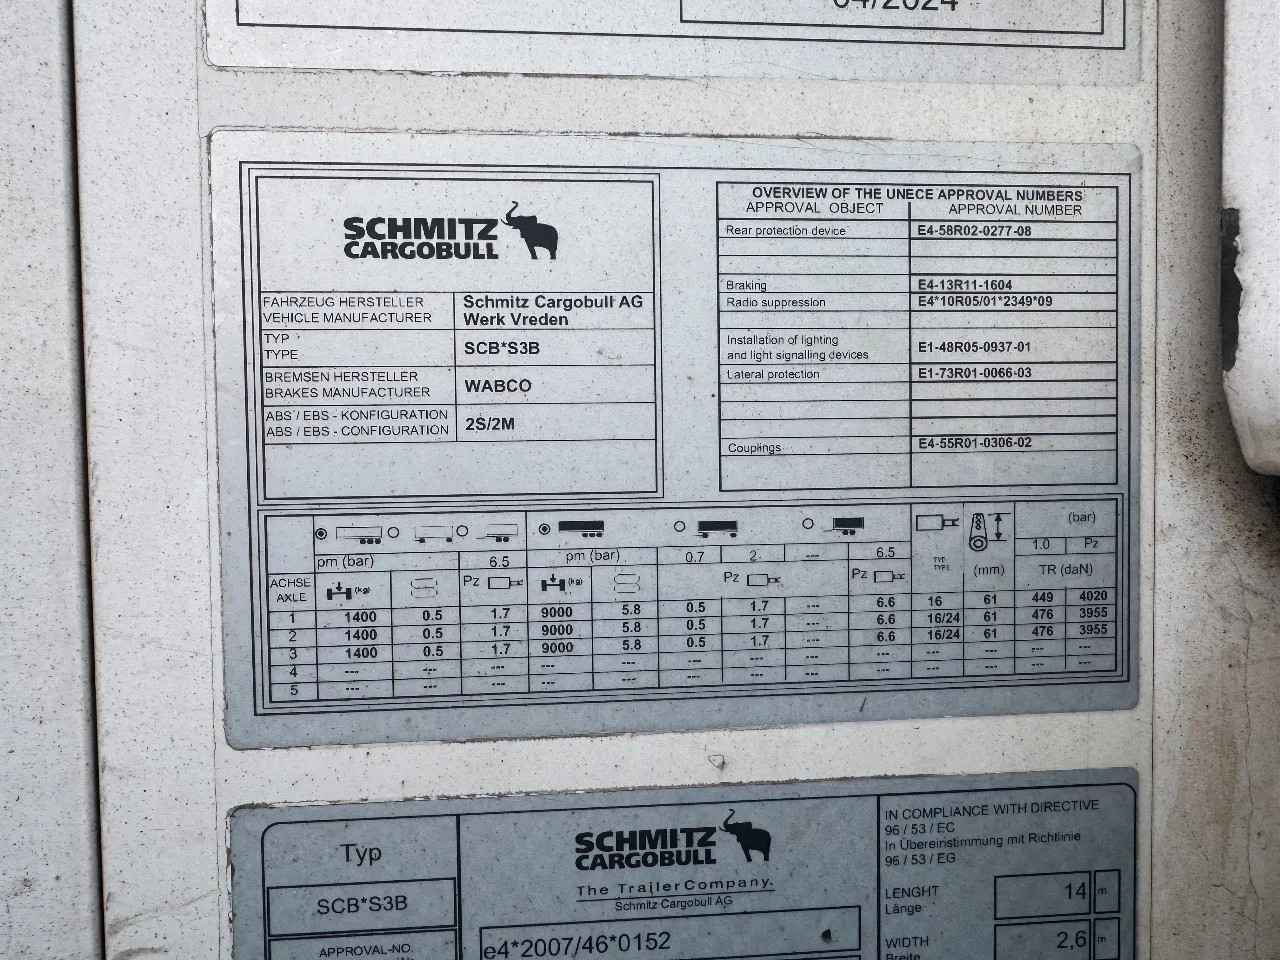 04/2024
SCHMITZ
CARGOBULL
FAHRZEUG HERSTELLER
VEHICLE MANUFACTURER
Schmitz Cargobull AG
Werk Vreden
TYP
TYPE
SCB*S3B
BREMSEN HERSTELLER
BRAKES MANUFACTURER
WABCO
ABS / EBS - KONFIGURATION
ABS / EBS - CONFIGURATION
2S/2M
OVERVIEW OF THE UNECE APPROVAL NUMBERS
APPROVAL OBJECT APPROVAL NUMBER
Rear protection device E4-58R02-0277-08
Braking E4-13R11-1604
Radio suppression E4*10R05/01*2349*09
Installation of lighting
and light signalling devices E1-48R05-0937-01
Lateral protection E1-73R01-0066-03
Couplings E4-55R01-0306-02
(bar)
pm (bar) 6.5 pm (bar) 0.7 2 --- 6.5 TYP TYPE (mm) 1.0 Pz
ACHSE
AXLE (kg) Pz (kg) Pz Pz TR (daN)
1 1400 0.5 1.7 9000 5.8 0.5 1.7 --- 6.6 16 61 449 4020
2 1400 0.5 1.7 9000 5.8 0.5 1.7 --- 6.6 16/24 61 476 3955
3 1400 0.5 1.7 9000 5.8 0.5 1.7 --- 6.6 16/24 61 476 3955
4 --- --- --- --- --- --- --- --- --- --- --- --- ---
5 --- --- --- --- --- --- --- --- --- --- --- --- ---
Typ
SCB*S3B
APPROVAL-NO.
SCHMITZ
CARGOBULL
The Trailer Company.
Schmitz Cargobull AG
e4*2007/46*0152
IN COMPLIANCE WITH DIRECTIVE
96 / 53 / EC
In Übereinstimmung mit Richtlinie
96 / 53 / EG
LENGHT
Länge
14 m
WIDTH
Breite
2,6 m